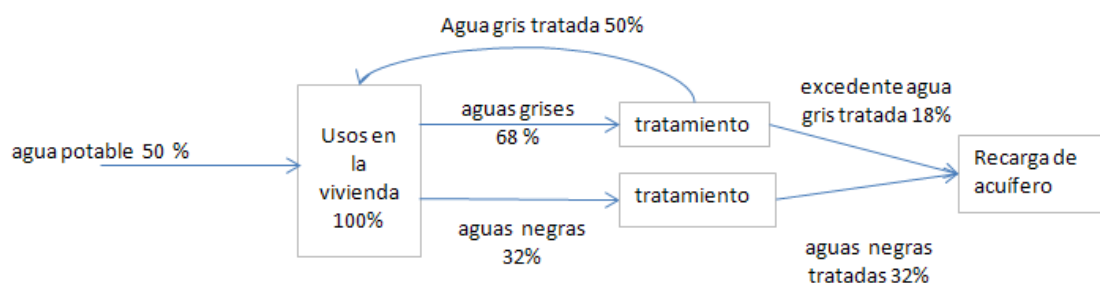 Agua gris tratada 50%
agua potable 50 %
Usos en
la
vivienda
100%
aguas grises
68 %
tratamiento
excedente agua
gris tratada 18%
aguas negras
32%
tratamiento
aguas negras
tratadas 32%
Recarga de
acuífero